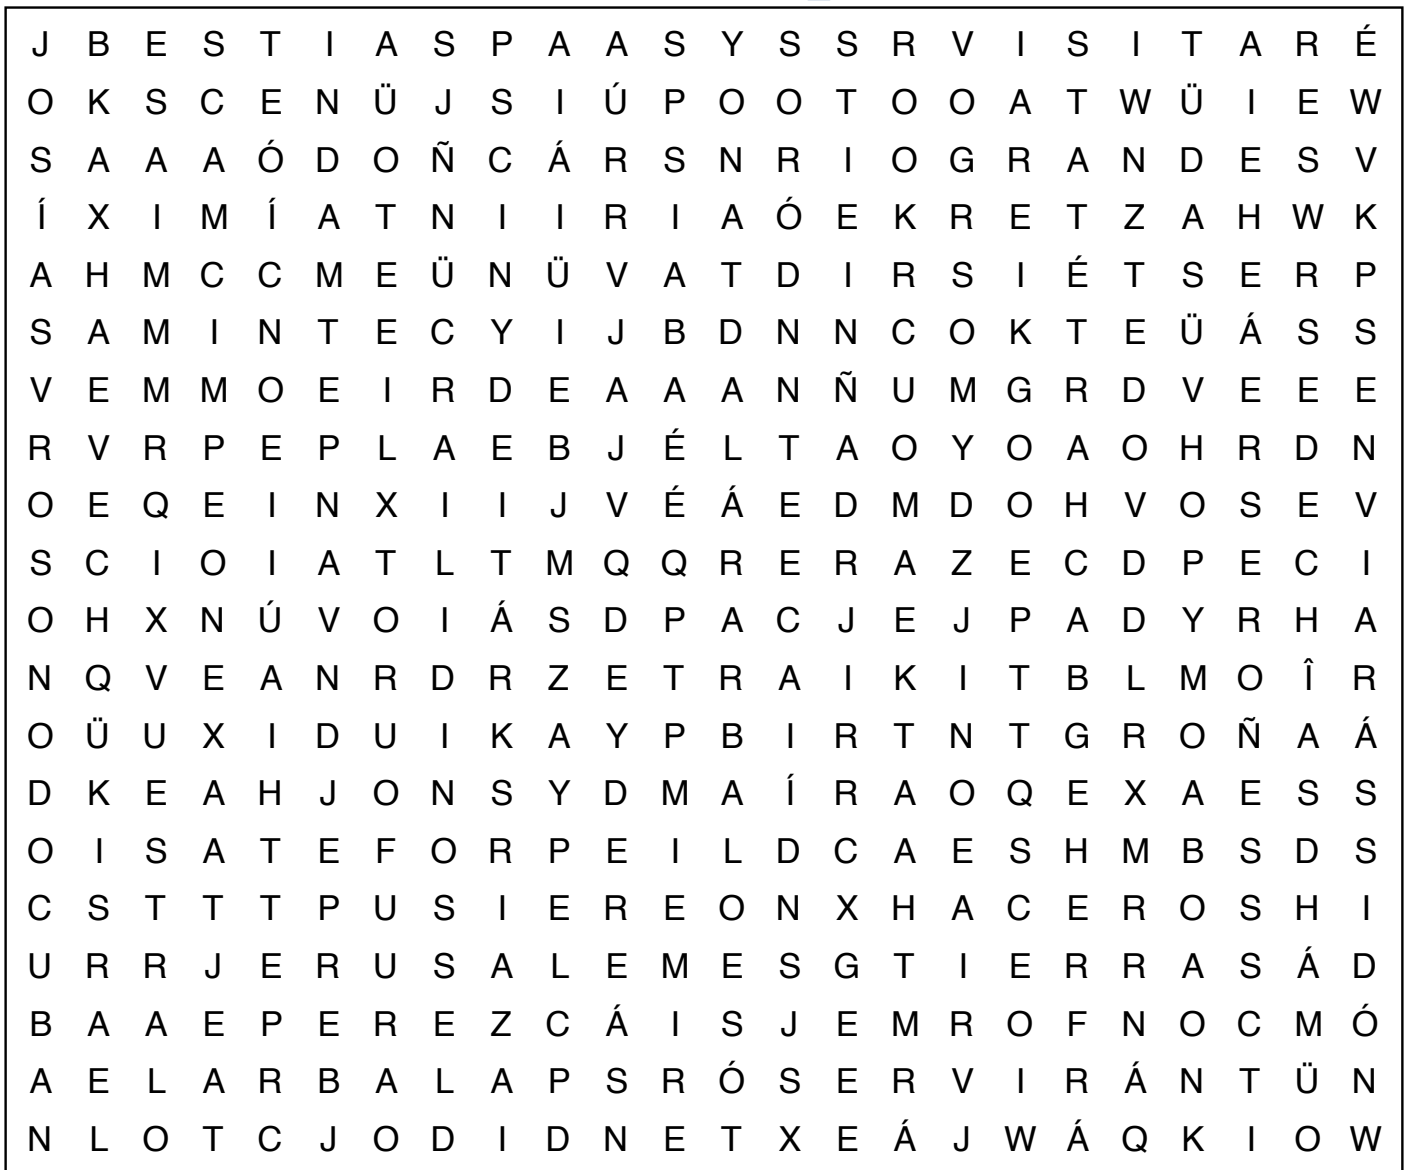 J B E S T I A S P A A S Y S S R V I S I T A R É
O K S C E N Ü J S I Ú P O O T O O A T W Ü I E W
S A A A Ó D O Ñ C Á R S N R I O G R A N D E S V
Í X I M Í A T N I I R I A Ó E K R E T Z A H W K
A H M C C M E Ü N Ü V A T D I R S I É T S E R P
S A M I N T E C Y I J B D N N C O K T E Ü Á S S
V E M M O E I R D E A A A N Ñ U M G R D V E E E
R V R P E P L A E B J É L T A O Y O A O H R D N
O E Q E I N X I I J V É Á E D M D O H V O S E V
S C I O I A T L T M Q Q R E R A Z E C D P E C I
O H X N Ú V O I Á S D P A C J E J P A D Y R H A
N Q V E A N R D R Z E T R A I K I T B L M O Î R
O Ü U X I D U I K A Y P B I R T N T G R O Ñ A Á
D K E A H J O N S Y D M A Í R A O Q E X A E S S
O I S A T E F O R P E I L D C A E S H M B S D S
C S T T T P U S I E R E O N X H A C E R O S H I
U R R J E R U S A L E M E S G T I E R R A S Á D
B A A E P E R E Z C Á I S J E M R O F N O C M Ó
A E L A R B A L A P S R Ó S E R V I R Á N T Ü N
N L O T C J O D I D N E T X E Á J W Á Q K I O W